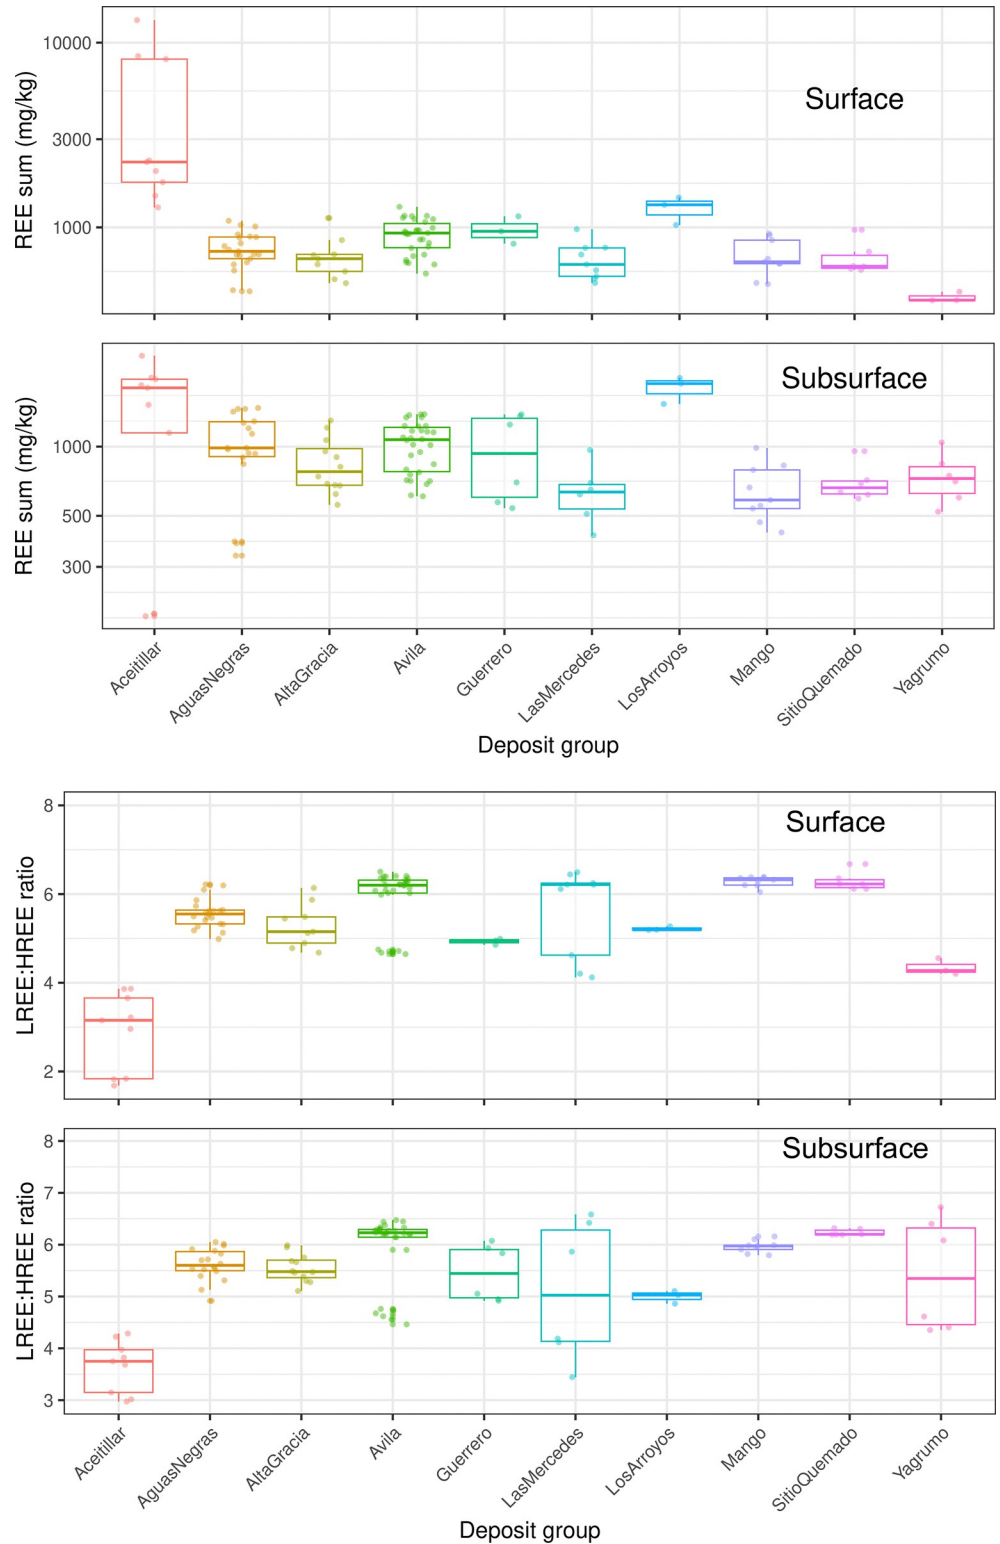 REE sum (mg/kg)
10000
3000
1000
Surface
REE sum (mg/kg)
1000
500
300
Subsurface
Aceitillar
AguasNegras
AltaGracia
Avila
Guerrero
LasMercedes
LosArroyos
Mango
SitioQuemado
Yagrumo
Deposit group
LREE:HREE ratio
8
6
4
2
Surface
LREE:HREE ratio
8
7
6
5
4
3
Subsurface
Aceitillar
AguasNegras
AltaGracia
Avila
Guerrero
LasMercedes
LosArroyos
Mango
SitioQuemado
Yagrumo
Deposit group